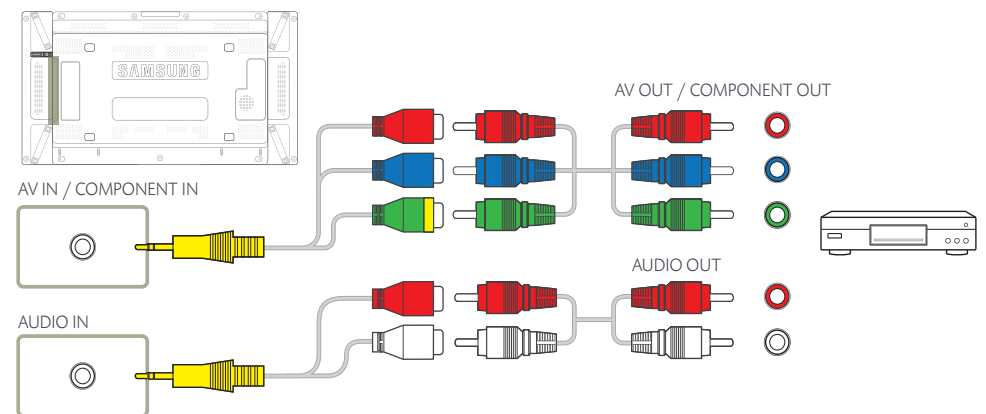 SAMSUNG
AV OUT / COMPONENT OUT
AV IN / COMPONENT IN
AUDIO OUT
AUDIO IN